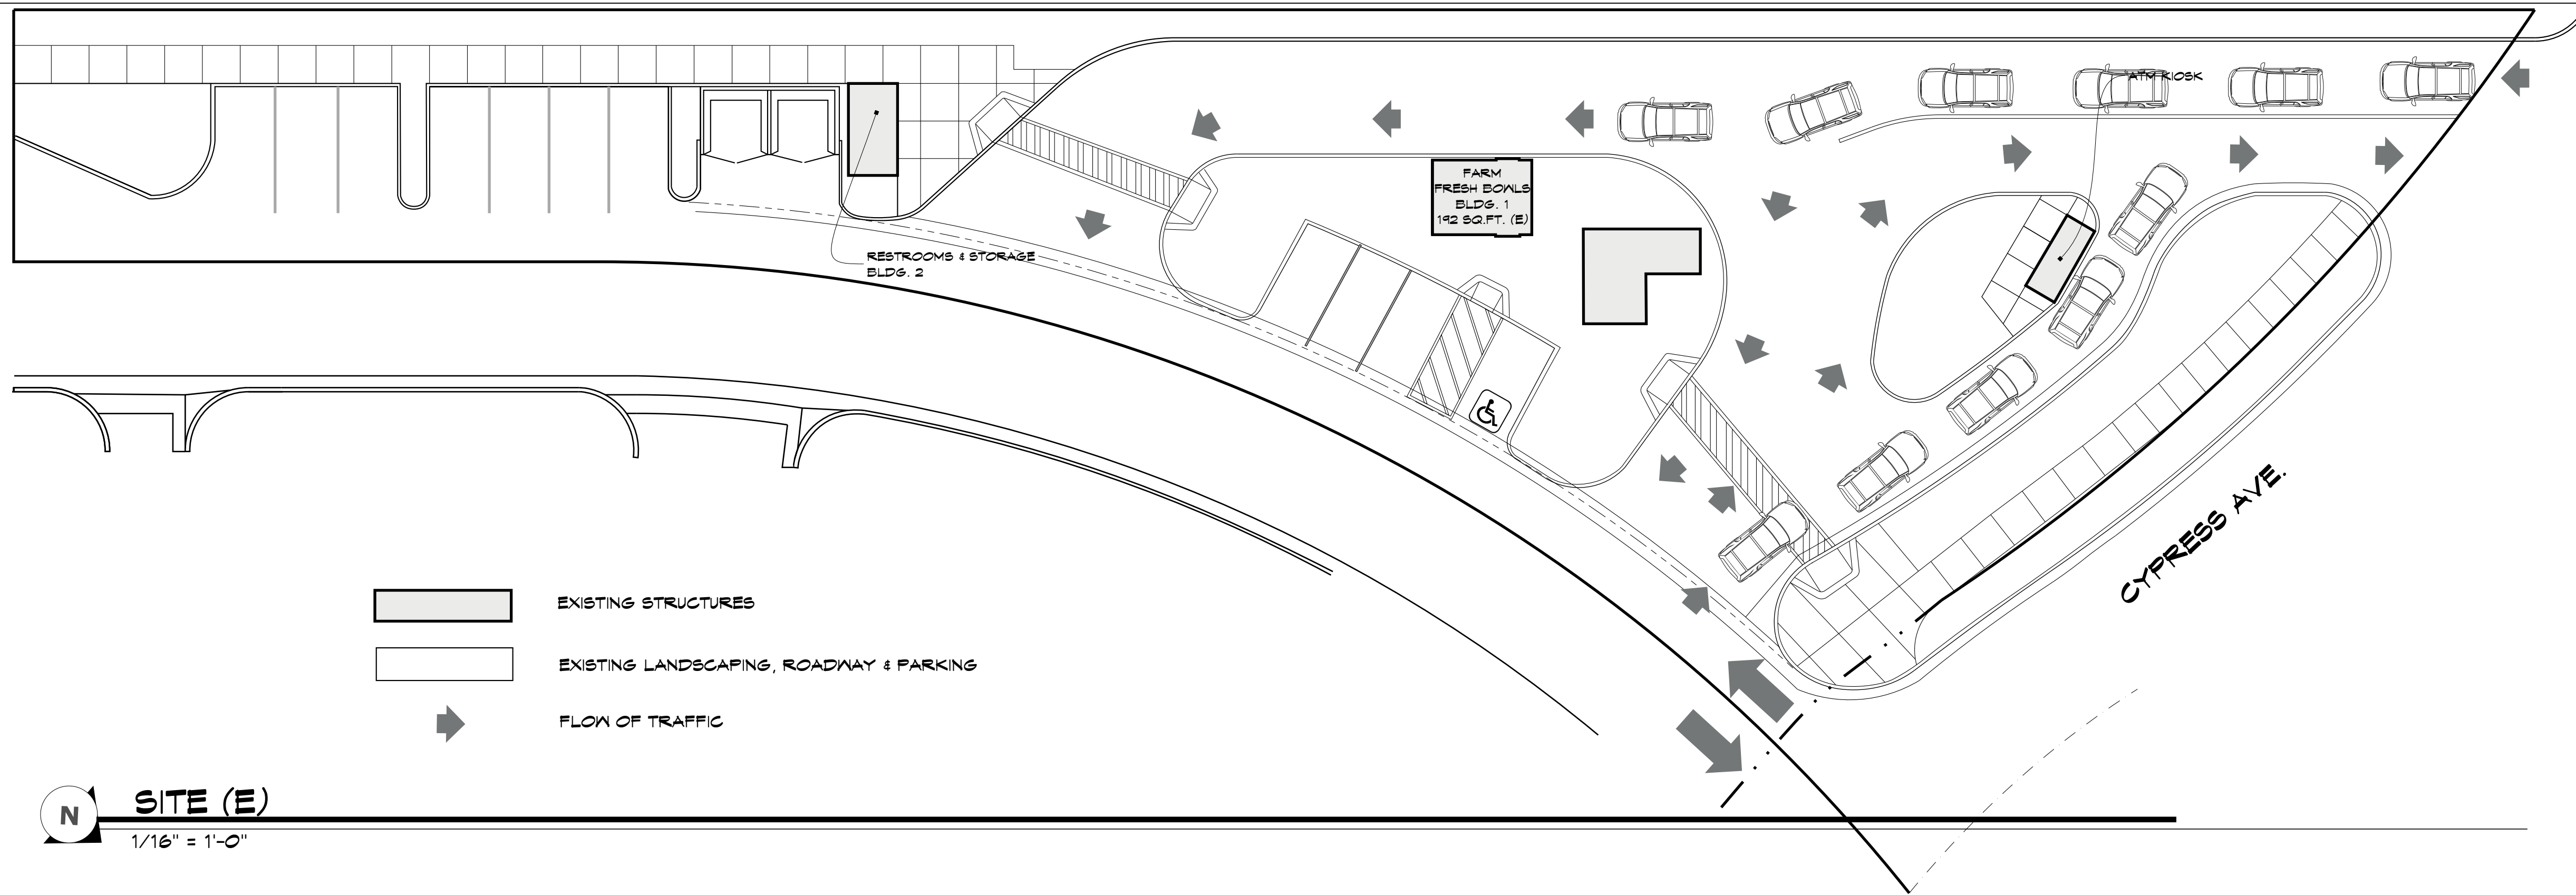 ATM KIOSK
FARM
FRESH BOWLS
BLDG. 1
192 SQ.FT. (E)
RESTROOMS & STORAGE
BLDG. 2
CYPRESS AVE.
EXISTING STRUCTURES
EXISTING LANDSCAPING, ROADWAY & PARKING
FLOW OF TRAFFIC
N
SITE (E)
1/16" = 1'-0"